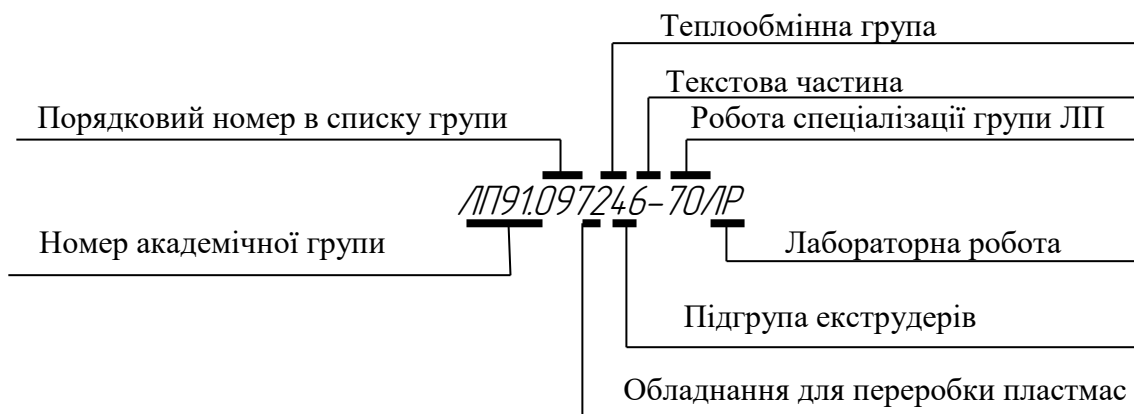 Теплообмінна група
Текстова частина
Порядковий номер в списку групи
Робота спеціалізації групи ЛП
ЛП91.097246-70ЛР
Номер академічної групи
Лабораторна робота
Підгрупа екструдерів
Обладнання для переробки пластмас